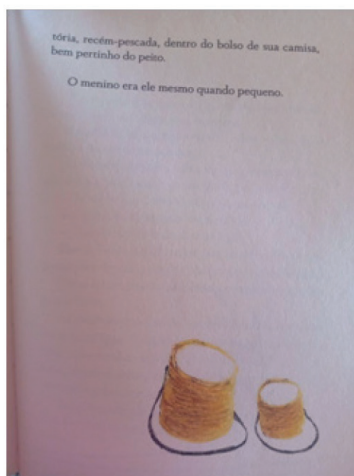 tória, recém-pescada, dentro do bolso de sua camisa,
bem pertinho do peito.
O menino era ele mesmo quando pequeno.